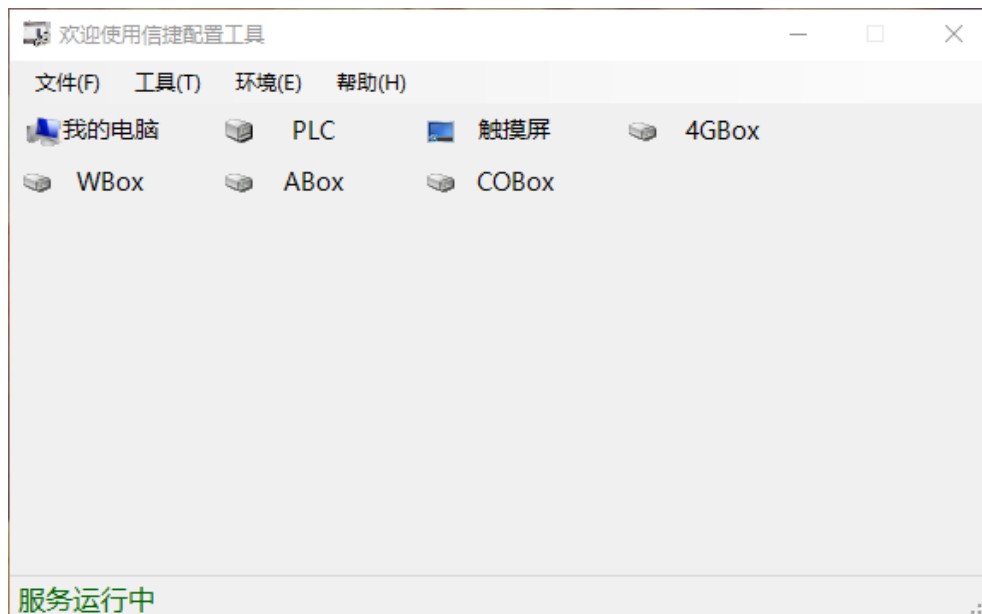 欢迎使用信捷配置工具
文件(F) 工具(T) 环境(E) 帮助(H)
我的电脑 PLC 触摸屏 4GBox
WBox ABox COBox
服务运行中